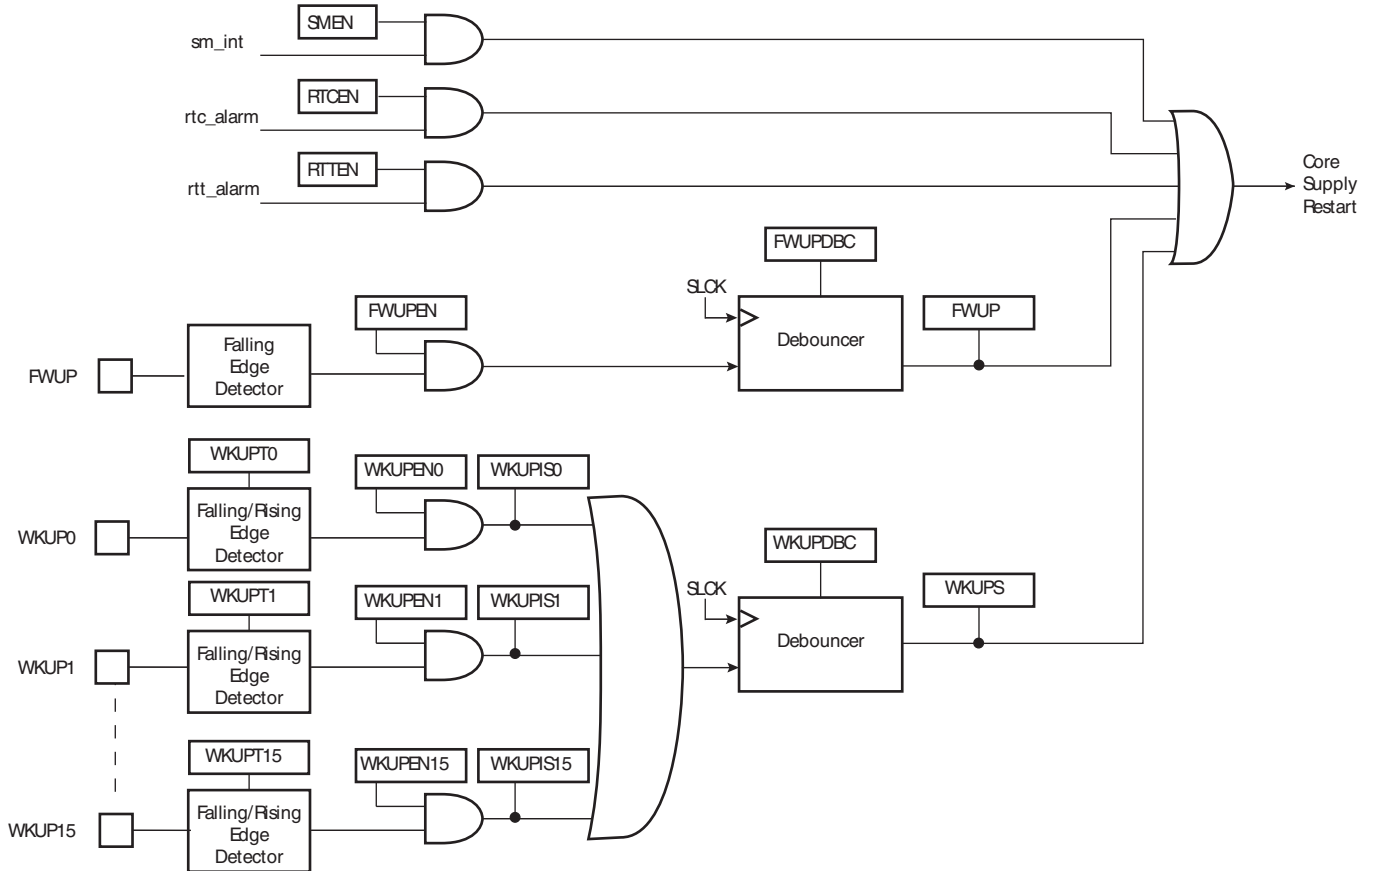 SMEN
sm_int
RTCEN
rtc_alarm
RTTEN
rtt_alarm
Core
Supply
Restart
FWUPDBC
SLCK
FWUPEN
FWUP
Debouncer
Falling
Edge
Detector
FWUP
WKUPT0
WKUPEN0
WKUPIS0
Falling/Rising
Edge
Detector
WKUP0
WKUPDBC
WKUPT1
SLCK
WKUPEN1
WKUPIS1
WKUPS
Debouncer
Falling/Rising
Edge
Detector
WKUP1
WKUPT15
WKUPEN15
WKUPIS15
Falling/Rising
Edge
Detector
WKUP15